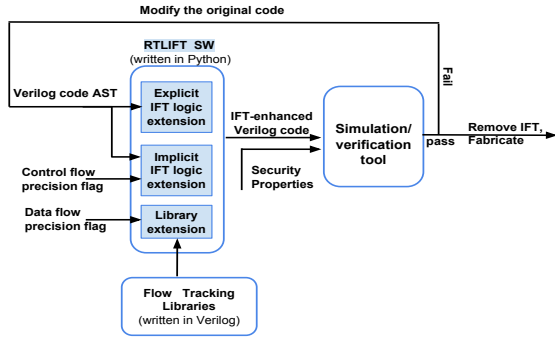 Modify the original code
RTLIFT SW
(written in Python)
Verilog code AST
Explicit
IFT logic
extension
Implicit
IFT logic
extension
Control flow
precision flag
Data flow
precision flag
Library
extension
IFT-enhanced
Verilog code
Security
Properties
Simulation/
verification
tool
Fail
pass
Remove IFT,
Fabricate
Flow Tracking
Libraries
(written in Verilog)